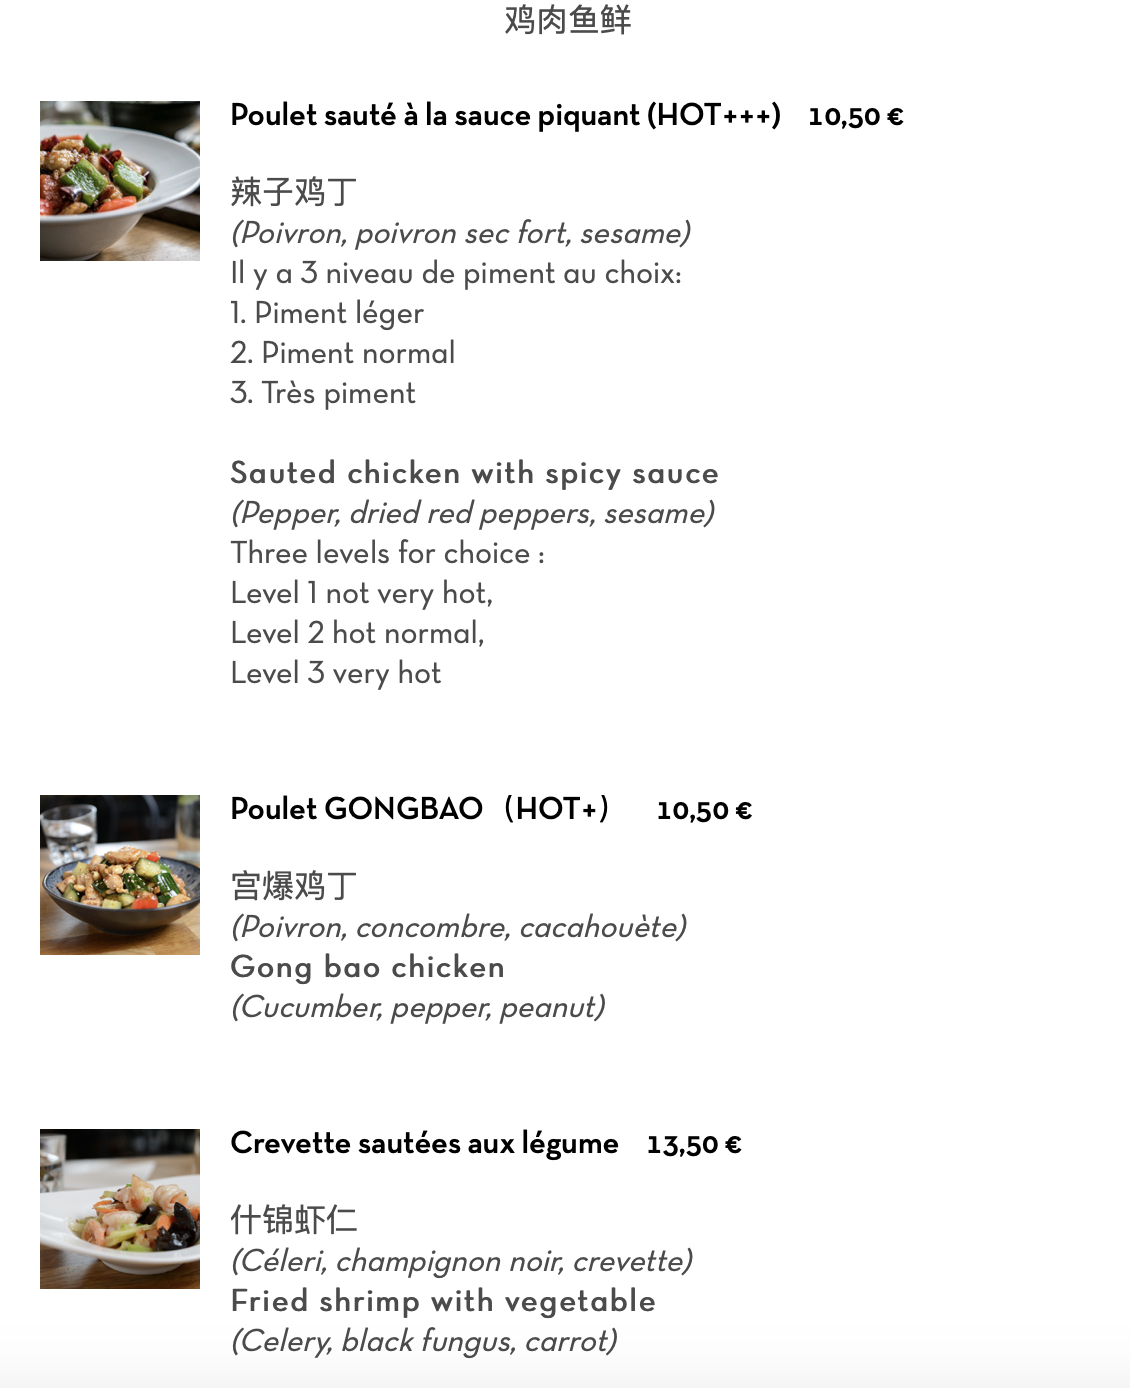 鸡肉鱼鲜
Poulet sauté à la sauce piquant (HOT+++) 10,50 €
辣子鸡丁
(Poivron, poivron sec fort, sesame)
Il y a 3 niveau de piment au choix:
1. Piment léger
2. Piment normal
3. Très piment
Sauted chicken with spicy sauce
(Pepper, dried red peppers, sesame)
Three levels for choice :
Level 1 not very hot,
Level 2 hot normal,
Level 3 very hot
Poulet GONGBAO（HOT+） 10,50 €
宫爆鸡丁
(Poivron, concombre, cacahouète)
Gong bao chicken
(Cucumber, pepper, peanut)
Crevette sautées aux légume 13,50 €
什锦虾仁
(Céleri, champignon noir, crevette)
Fried shrimp with vegetable
(Celery, black fungus, carrot)